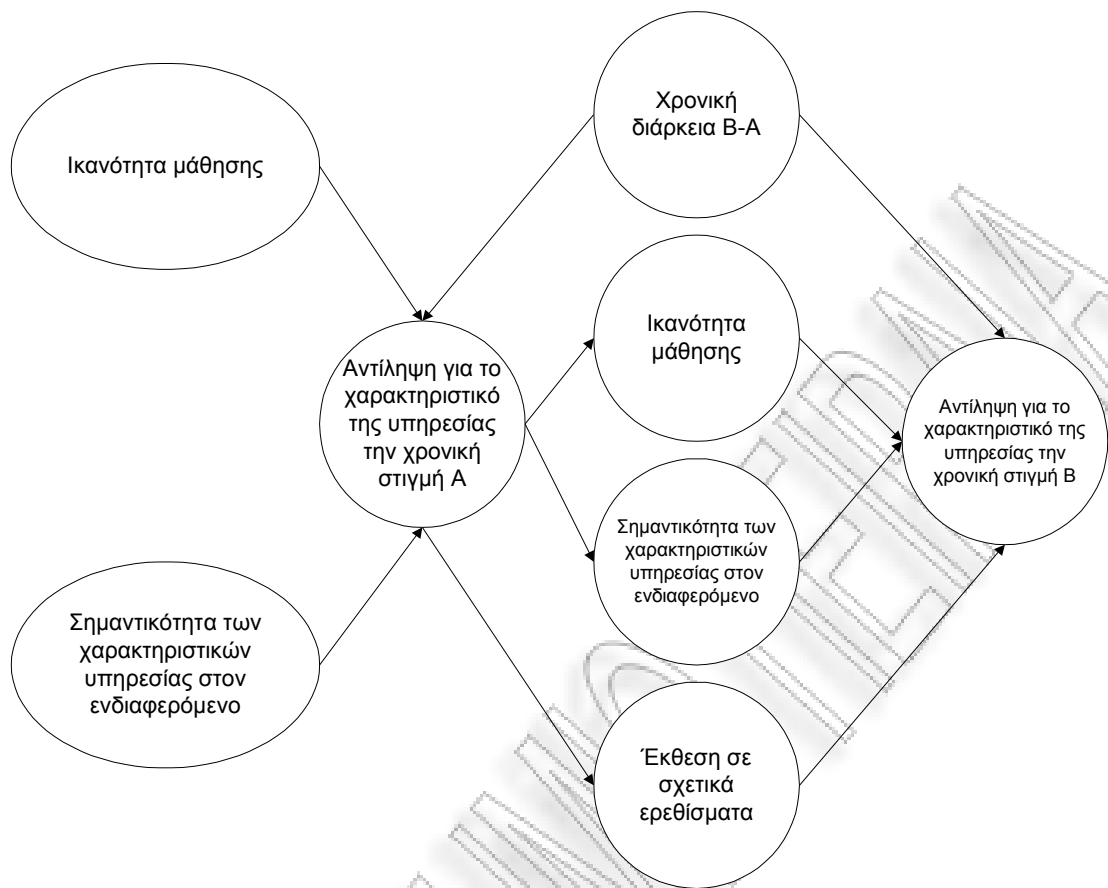 Ικανότητα μάθησης
Χρονική
διάρκεια Β-Α
Αντίληψη για το
χαρακτηριστικό
της υπηρεσίας
την χρονική
στιγμή Α
Ικανότητα
μάθησης
Αντίληψη για το
χαρακτηριστικό της
υπηρεσίας την
χρονική στιγμή Β
Σημαντικότητα των
χαρακτηριστικών
υπηρεσίας στον
ενδιαφερόμενο
Σημαντικότητα των
χαρακτηριστικών
υπηρεσίας στον
ενδιαφερόμενο
Έκθεση σε
σχετικά
ερεθίσματα